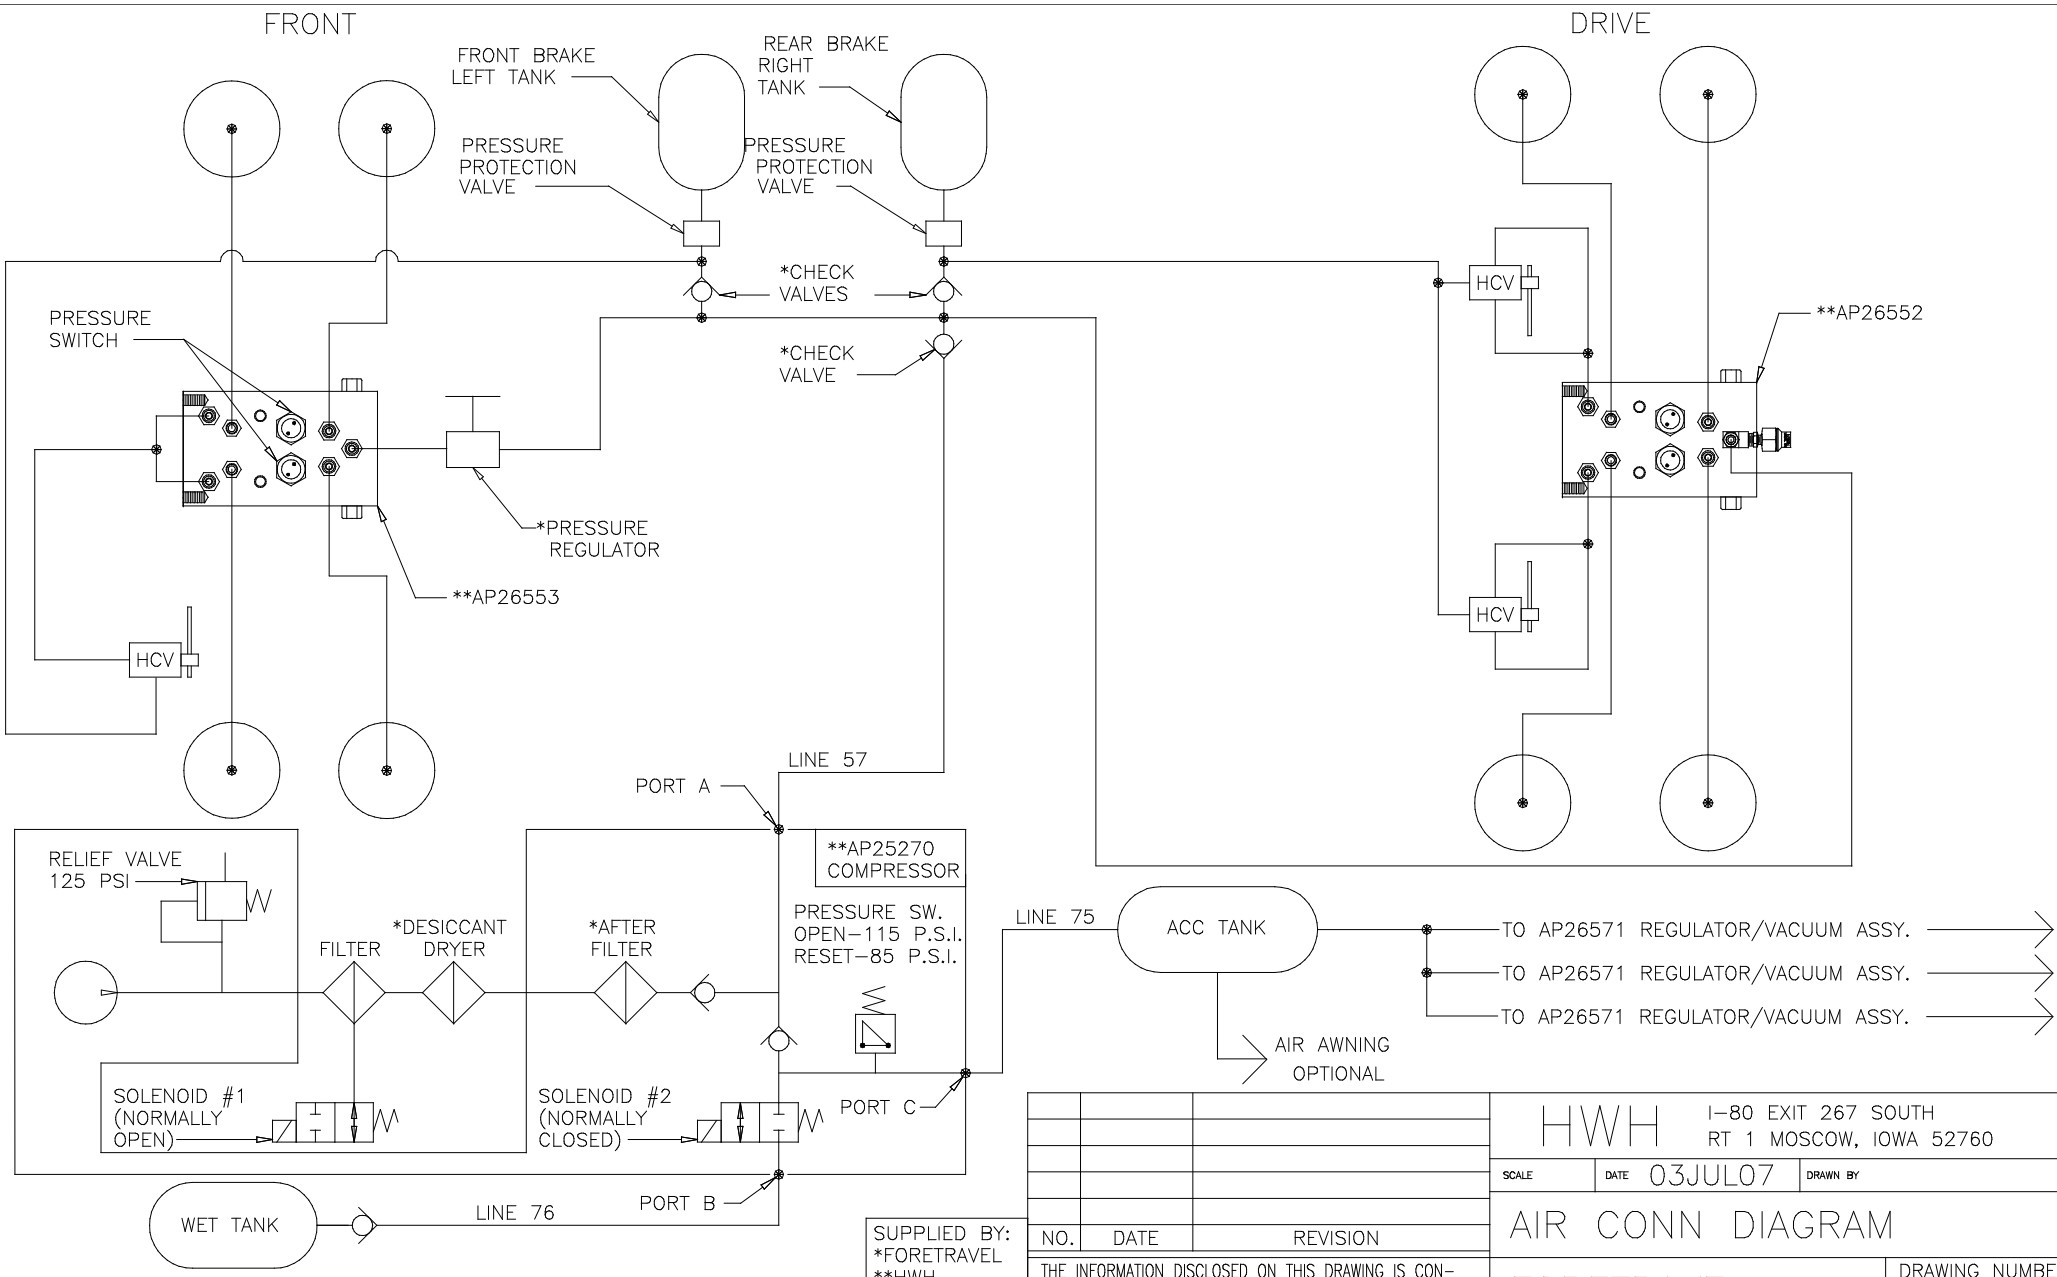 FRONT
DRIVE
FRONT BRAKE
LEFT TANK
REAR BRAKE
RIGHT
TANK
PRESSURE
PROTECTION
VALVE
PRESSURE
PROTECTION
VALVE
*CHECK
VALVES
HCV
PRESSURE
SWITCH
**AP26552
*CHECK
VALVE
*PRESSURE
REGULATOR
**AP26553
HCV
HCV
LINE 57
PORT A
RELIEF VALVE
125 PSI
**AP25270
COMPRESSOR
PRESSURE SW.
OPEN-115 P.S.I.
RESET-85 P.S.I.
FILTER
*DESICCANT
DRYER
*AFTER
FILTER
LINE 75
ACC TANK
TO AP26571 REGULATOR/VACUUM ASSY.
TO AP26571 REGULATOR/VACUUM ASSY.
TO AP26571 REGULATOR/VACUUM ASSY.
AIR AWNING
OPTIONAL
SOLENOID #1
(NORMALLY
OPEN)
SOLENOID #2
(NORMALLY
CLOSED)
PORT C
PORT B
WET TANK
LINE 76
SUPPLIED BY:
*FORETRAVEL
**HWH
NO. DATE REVISION
THE INFORMATION DISCLOSED ON THIS DRAWING IS CON-
HWH
I-80 EXIT 267 SOUTH
RT 1 MOSCOW, IOWA 52760
SCALE DATE 03JUL07 DRAWN BY
AIR CONN DIAGRAM
DRAWING NUMBE